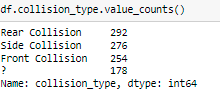 df.collision_type.value_counts()
Rear Collision     292
Side Collision     276
Front Collision    254
?                  178
Name: collision_type, dtype: int64